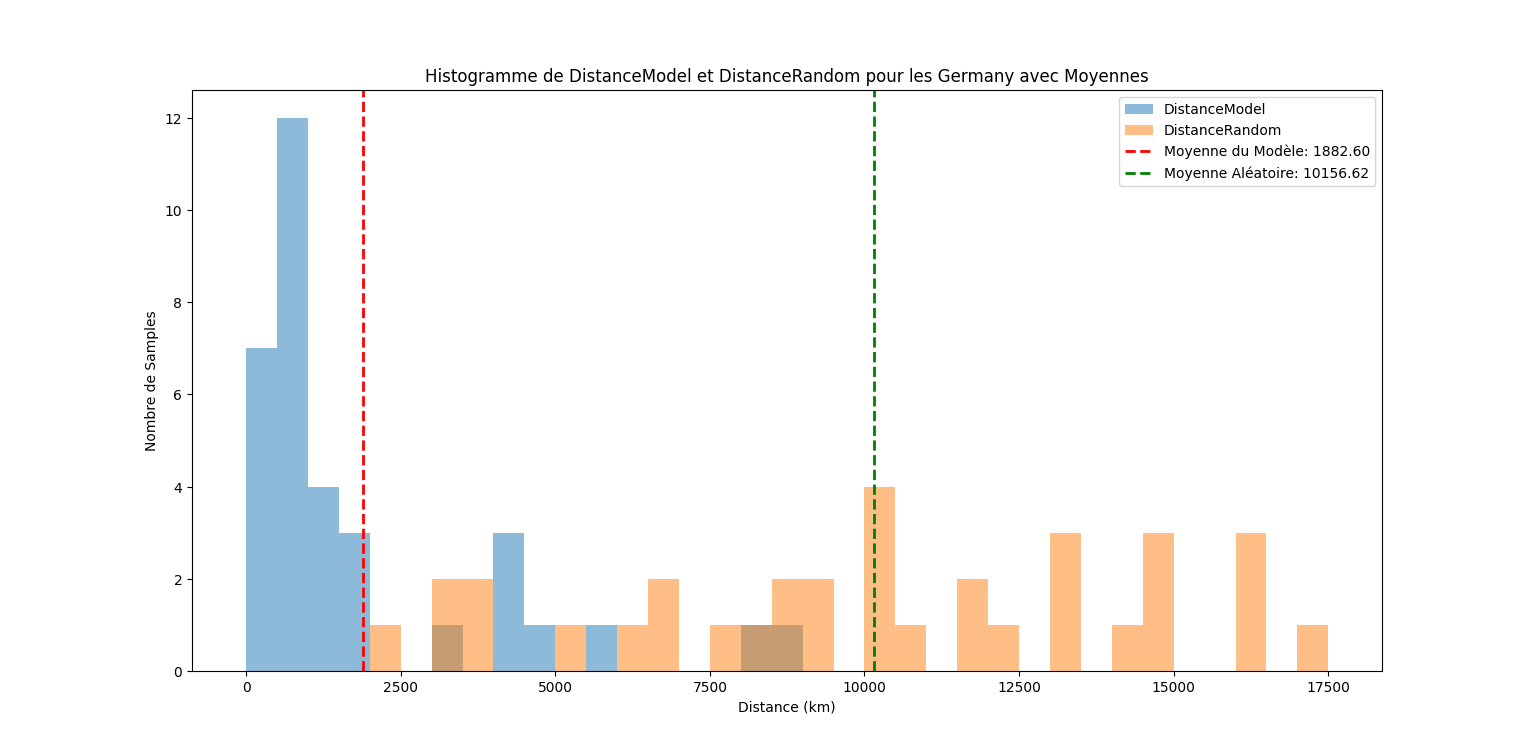 Histogramme de DistanceModel et DistanceRandom pour les Germany avec Moyennes
DistanceModel
DistanceRandom
Moyenne du Modèle: 1882.60
Moyenne Aléatoire: 10156.62
Nombre de Samples
12
10
8
6
4
2
0
0 2500 5000 7500 10000 12500 15000 17500
Distance (km)